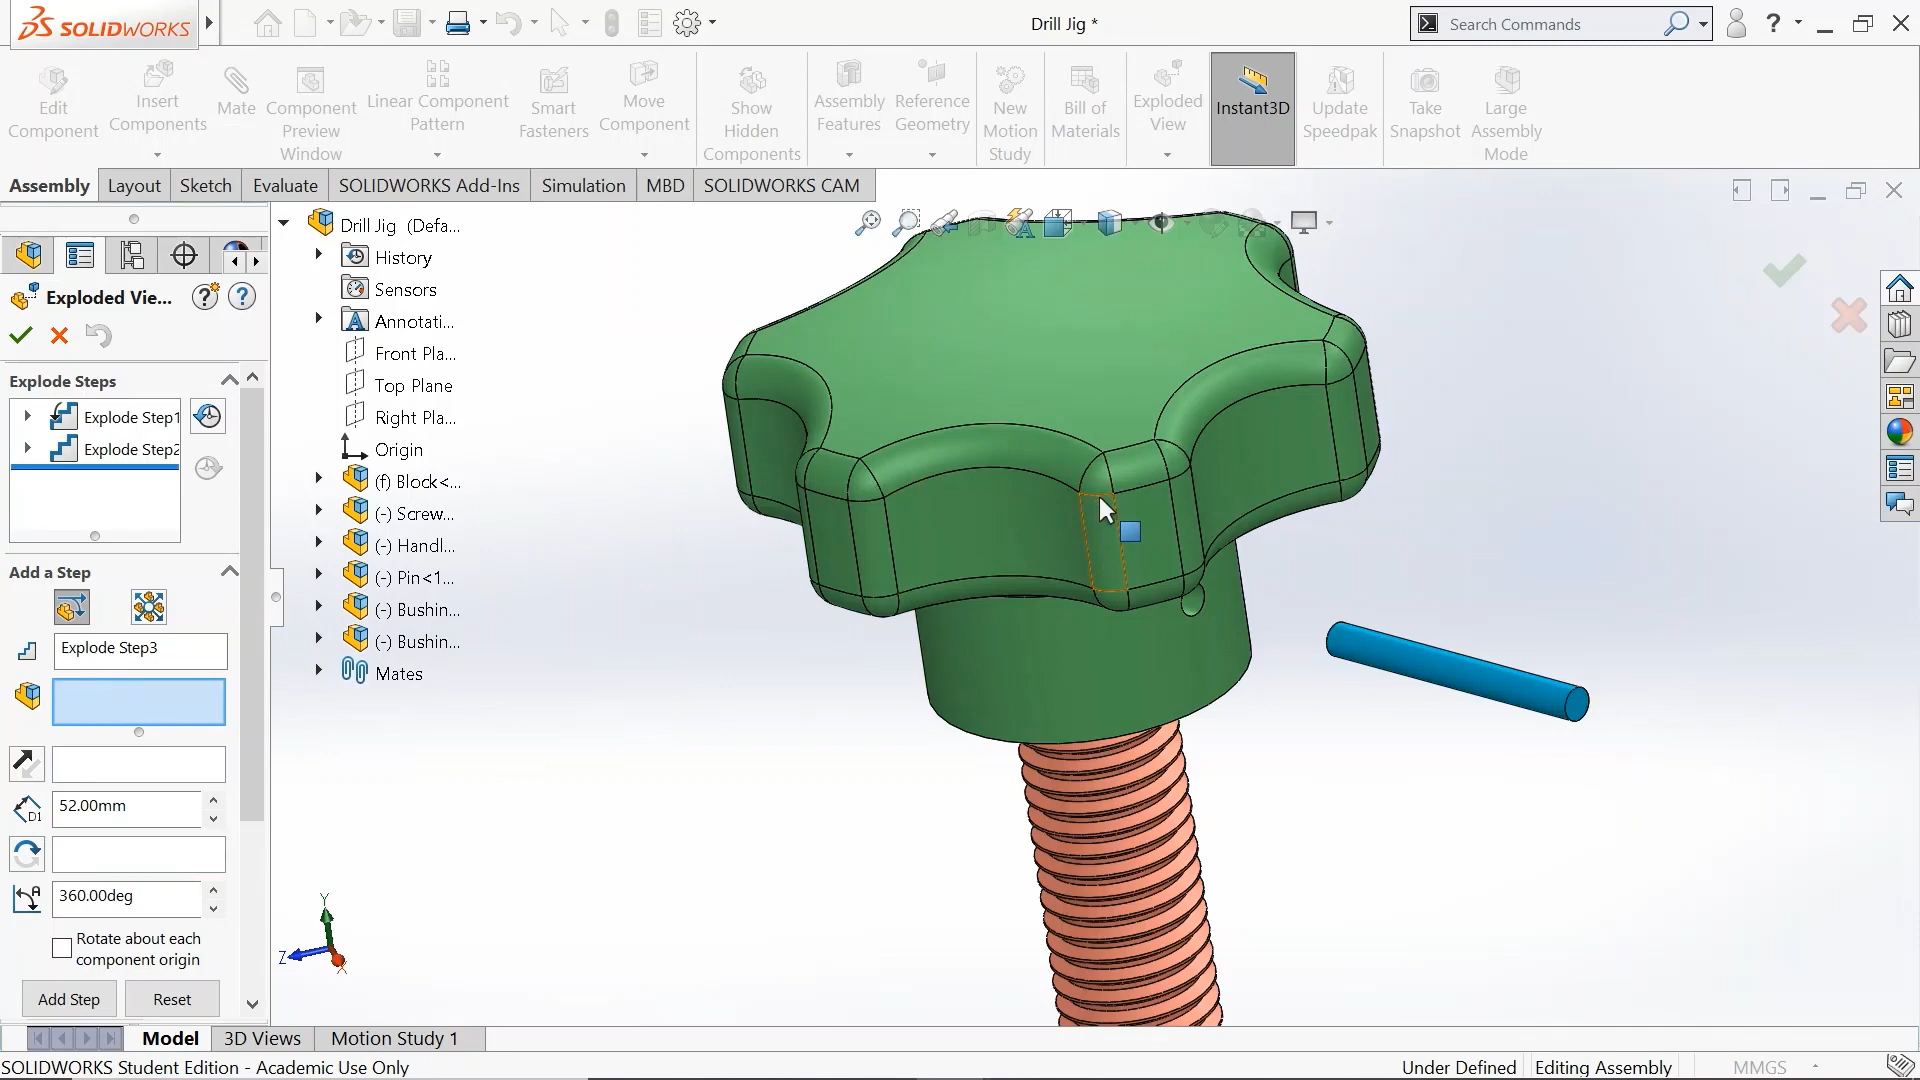 SOLIDWORKS
Drill Jig *
Search Commands
?
Edit Component
Insert Components
Mate
Component Preview Window
Linear Component Pattern
Smart Fasteners
Move Component
Show Hidden Components
Assembly Features
Reference Geometry
New Motion Study
Bill of Materials
Exploded View
Instant3D
Update Speedpak
Take Snapshot
Large Assembly Mode
Assembly
Layout
Sketch
Evaluate
SOLIDWORKS Add-Ins
Simulation
MBD
SOLIDWORKS CAM
Exploded Vie...
Explode Steps
Explode Step1
Explode Step2
Add a Step
Explode Step3
D1
52.00mm
A
360.00deg
Rotate about each
component origin
Add Step
Reset
Drill Jig (Defa...
History
Sensors
Annotati...
Front Pla...
Top Plane
Right Pla...
Origin
(f) Block<...
(-) Screw...
(-) Handl...
(-) Pin<1...
(-) Bushin...
(-) Bushin...
Mates
Y
Z
X
Model
3D Views
Motion Study 1
SOLIDWORKS Student Edition - Academic Use Only
Under Defined
Editing Assembly
MMGS